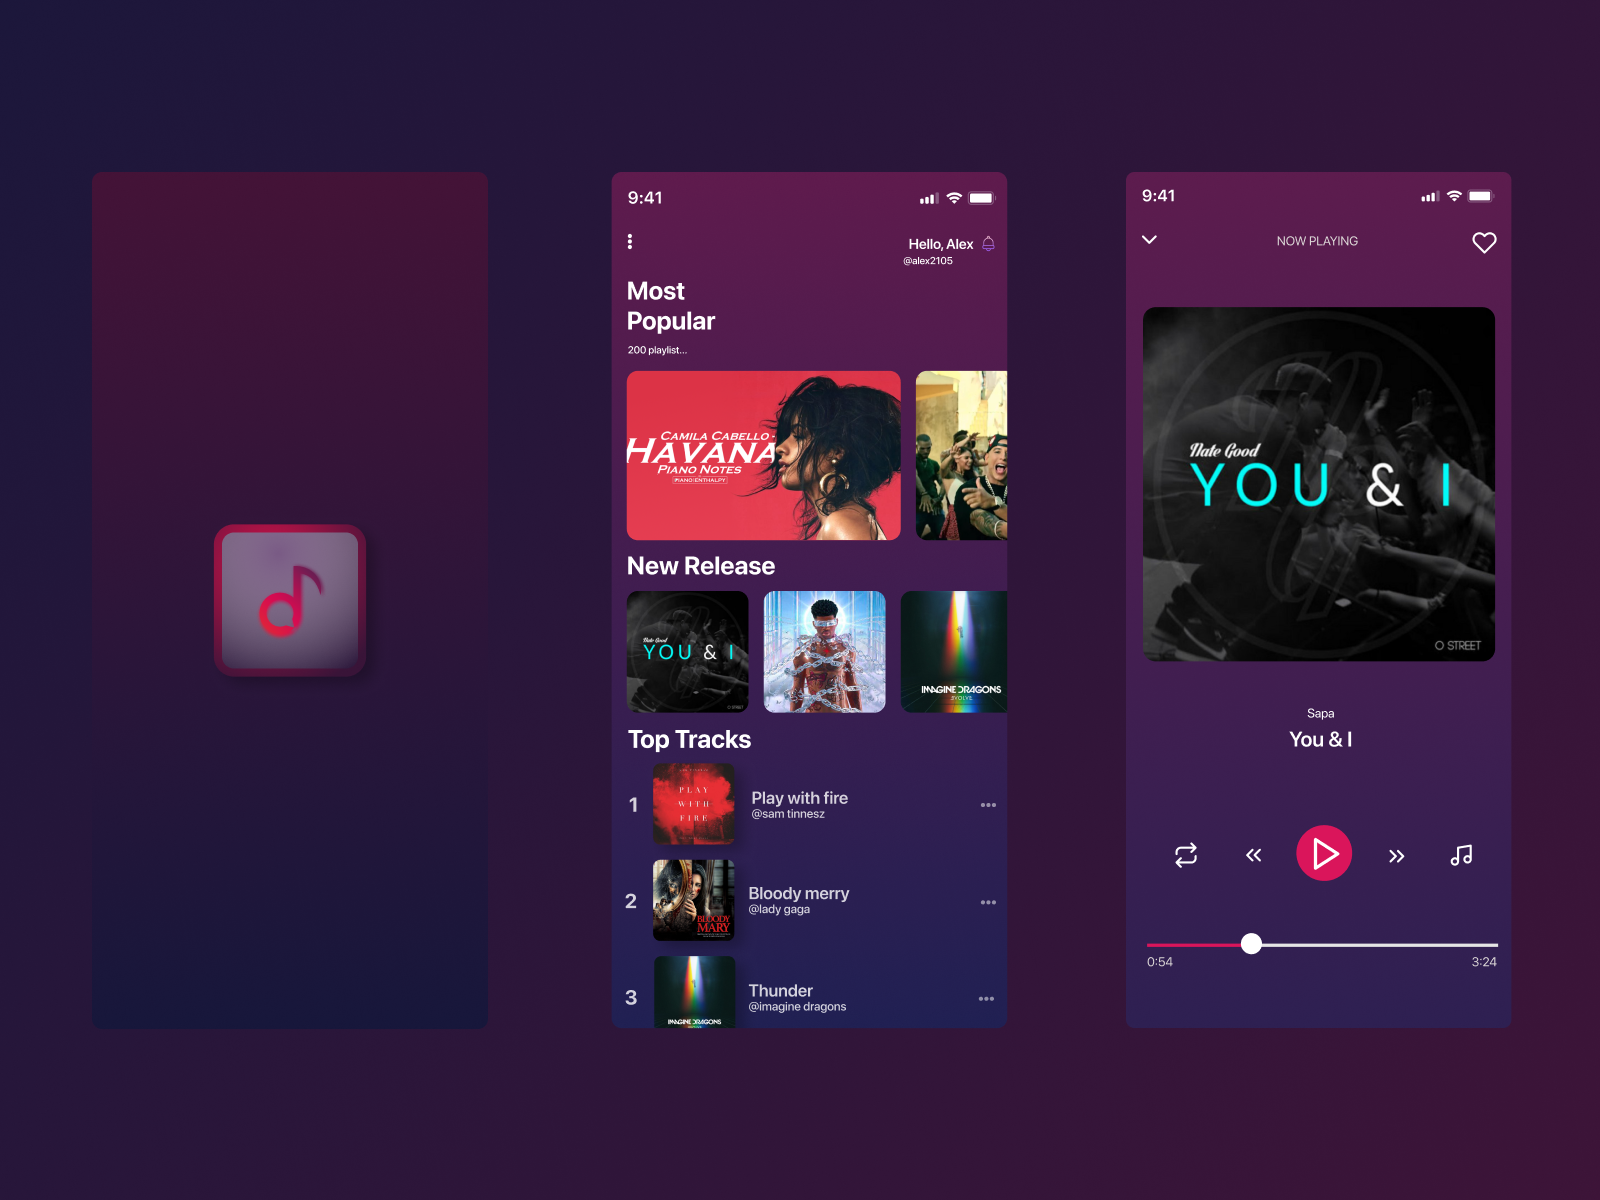 9:41
Hello, Alex
@alex2105
Most
Popular
200 playlist...
CAMILA CABELLO -
HAVANA
PIANO NOTES
PIANO ENTHALPY
New Release
Nate Good
YOU & I
O STREET
IMAGINE DRAGONS
EVOLVE
Top Tracks
1
PLAY
WITH
FIRE
Play with fire
@sam tinnesz
2
BLOODY
MARY
Bloody merry
@lady gaga
3
IMAGINE DRAGONS
Thunder
@imagine dragons
9:41
NOW PLAYING
Nate Good
YOU & I
O STREET
Sapa
You & I
0:54
3:24